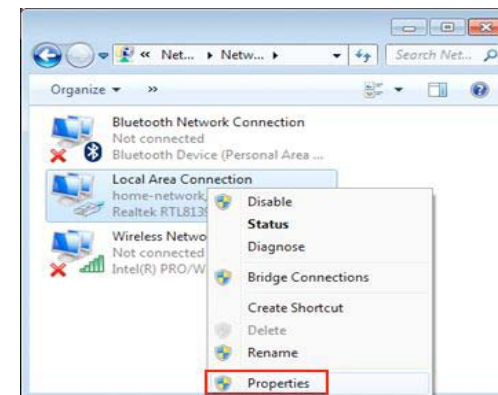 « Net... Netw... Search Net...
Organize »
Bluetooth Network Connection
Not connected
Bluetooth Device (Personal Area ...
Local Area Connection
home-network,
Realtek RTL8139
Wireless Netwo
Not connected
Intel(R) PRO/W
Disable
Status
Diagnose
Bridge Connections
Create Shortcut
Delete
Rename
Properties